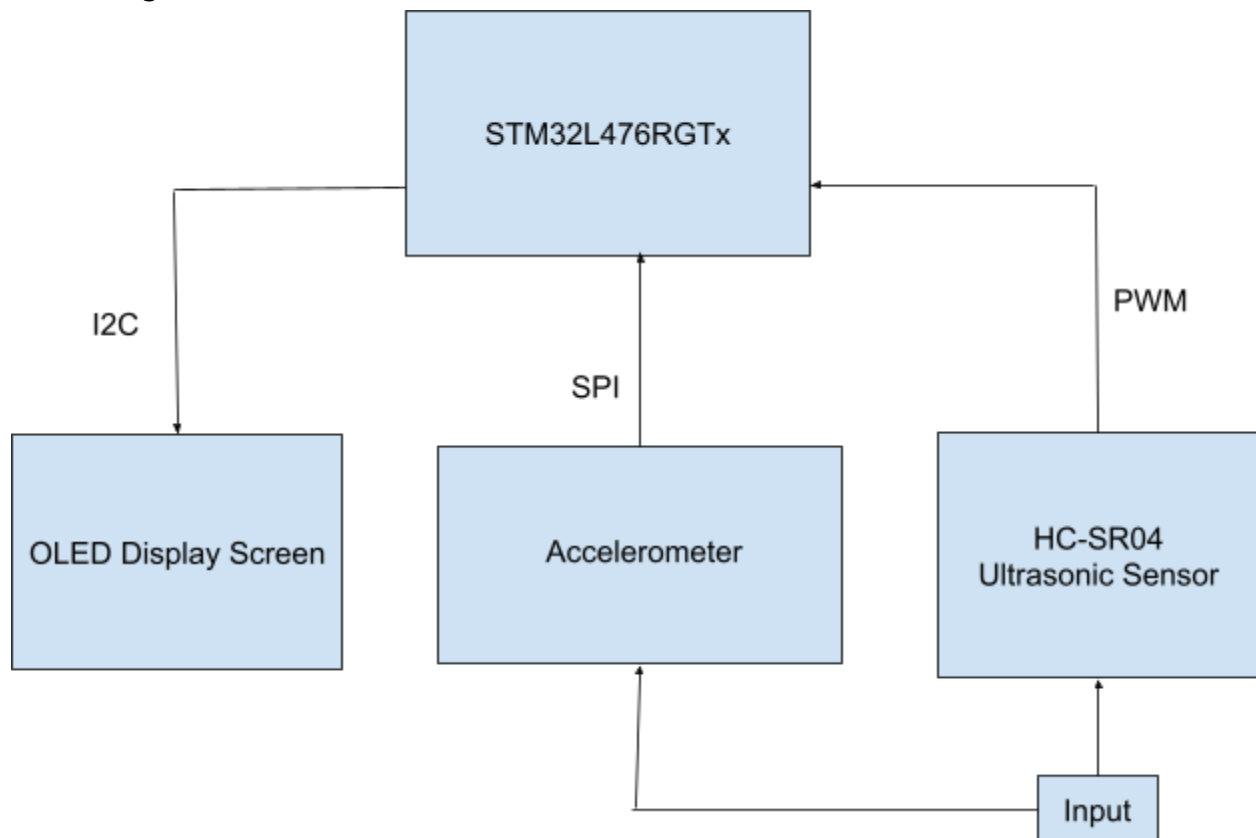 STM32L476RGTx
I2C
PWM
SPI
OLED Display Screen
Accelerometer
HC-SR04
Ultrasonic Sensor
Input